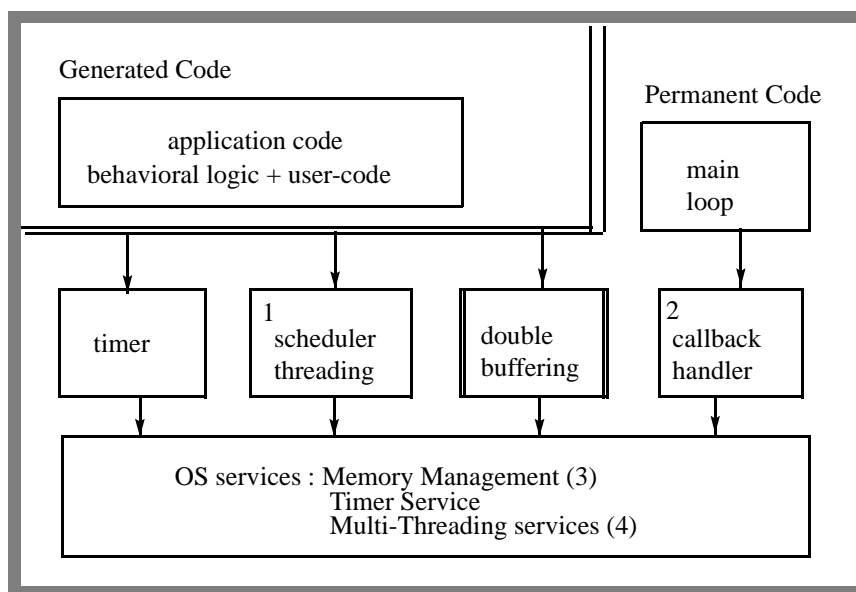 Generated Code
application code
behavioral logic + user-code
Permanent Code
main
loop
timer
1
scheduler
threading
double
buffering
2
callback
handler
OS services : Memory Management (3)
Timer Service
Multi-Threading services (4)